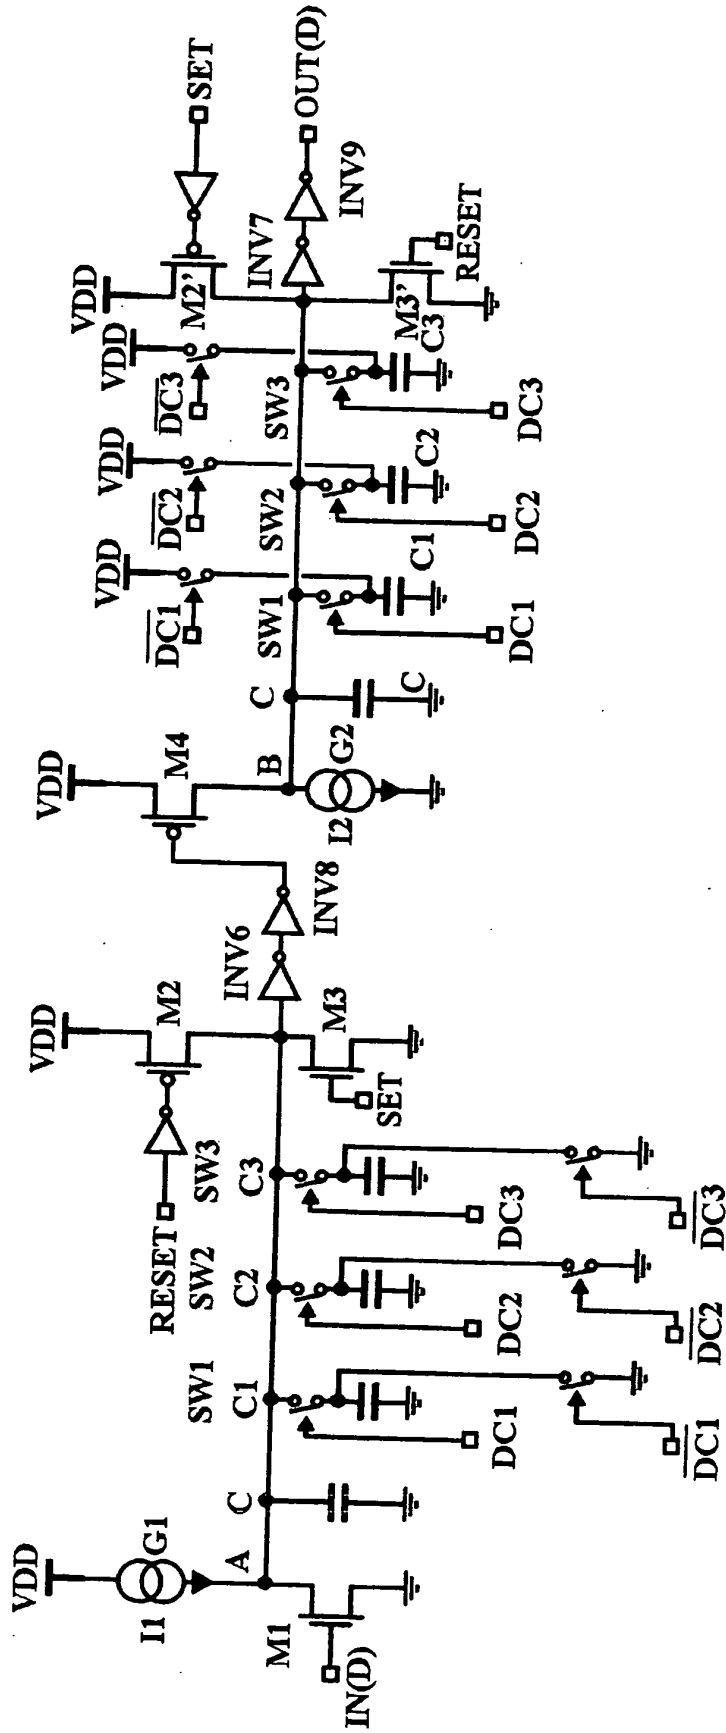 VDD
I1
G1
A
M1
IN(D)
C
SW1
C1
DC1
DC1
SW2
C2
DC2
DC2
SW3
C3
DC3
DC3
RESET
VDD
M2
M3
SET
INV6
INV8
VDD
M4
B
I2
G2
C
C
VDD
DC1
SW1
C1
DC1
VDD
DC2
SW2
C2
DC2
VDD
DC3
SW3
C3
DC3
VDD
M2'
SET
M3'
RESET
INV7
INV9
OUT(D)